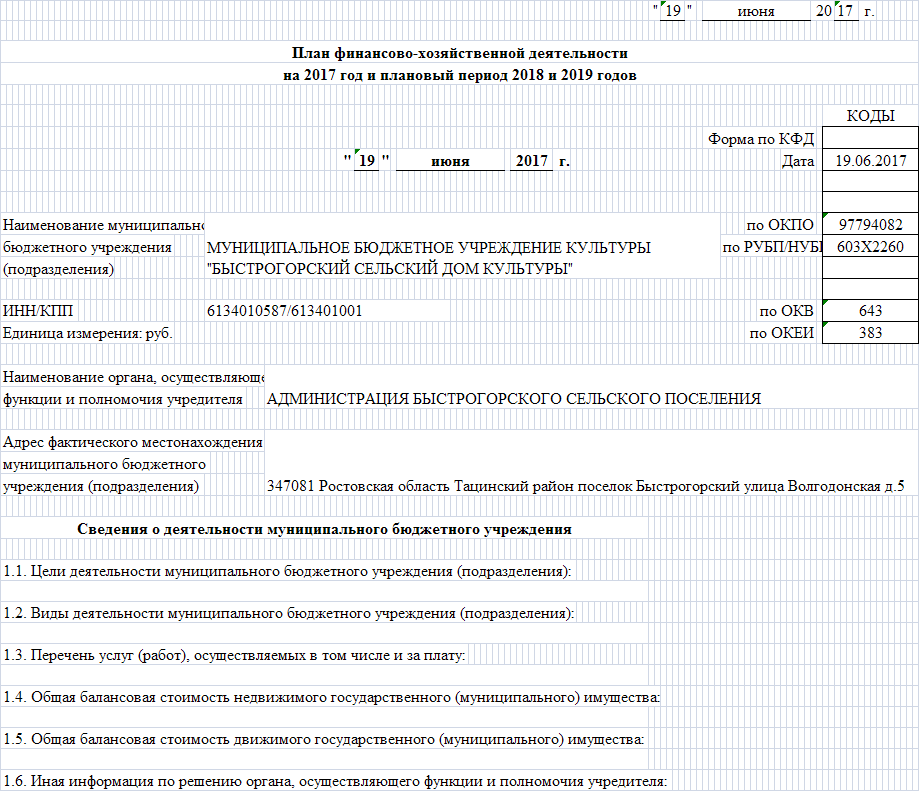 " 19 " июня 20 17 г.
План финансово-хозяйственной деятельности
на 2017 год и плановый период 2018 и 2019 годов
КОДЫ
Форма по КФД
" 19 " июня 2017 г. Дата 19.06.2017
Наименование муниципально по ОКПО 97794082
бюджетного учреждения МУНИЦИПАЛЬНОЕ БЮДЖЕТНОЕ УЧРЕЖДЕНИЕ КУЛЬТУРЫ по РУБП/НУБІ 603X2260
(подразделения) "БЫСТРОГОРСКИЙ СЕЛЬСКИЙ ДОМ КУЛЬТУРЫ"
ИНН/КПП 6134010587/613401001 по ОКВ 643
Единица измерения: руб. по ОКЕИ 383
Наименование органа, осуществляюще
функции и полномочия учредителя АДМИНИСТРАЦИЯ БЫСТРОГОРСКОГО СЕЛЬСКОГО ПОСЕЛЕНИЯ
Адрес фактического местонахождения
муниципального бюджетного
учреждения (подразделения) 347081 Ростовская область Тацинский район поселок Быстрогорский улица Волгодонская д.5
Сведения о деятельности муниципального бюджетного учреждения
1.1. Цели деятельности муниципального бюджетного учреждения (подразделения):
1.2. Виды деятельности муниципального бюджетного учреждения (подразделения):
1.3. Перечень услуг (работ), осуществляемых в том числе и за плату:
1.4. Общая балансовая стоимость недвижимого государственного (муниципального) имущества:
1.5. Общая балансовая стоимость движимого государственного (муниципального) имущества:
1.6. Иная информация по решению органа, осуществляющего функции и полномочия учредителя: